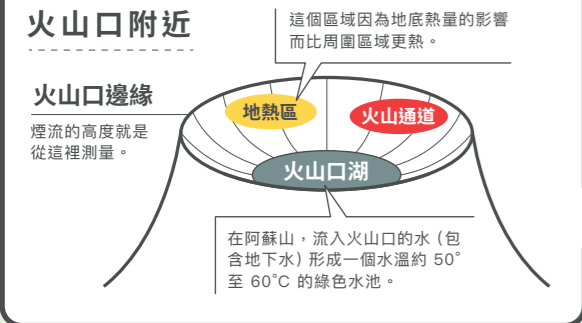 火山口附近
這個區域因為地底熱量的影響
而比周圍區域更熱。
火山口邊緣
煙流的高度就是
從這裡測量。
地熱區
火山通道
火山口湖
在阿蘇山，流入火山口的水（包
含地下水）形成一個水溫約 50°
至 60°C 的綠色水池。